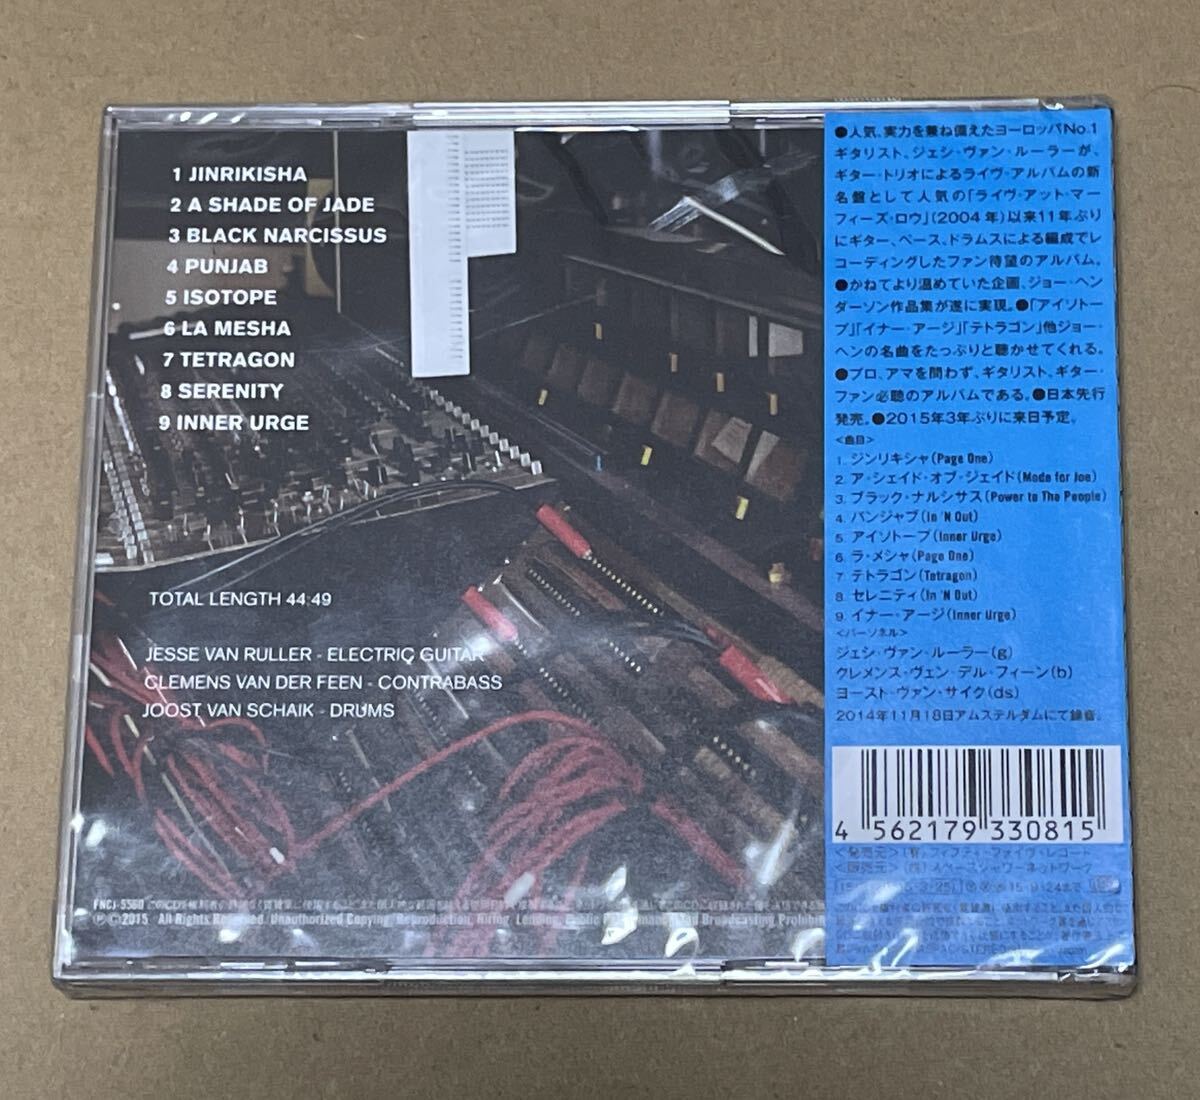 1 JINRIKISHA
2 A SHADE OF JADE
3 BLACK NARCISSUS
4 PUNJAB
5 ISOTOPE
6 LA MESHA
7 TETRAGON
8 SERENITY
9 INNER URGE
TOTAL LENGTH 44:49
JESSE VAN RULLER - ELECTRIC GUITAR
CLEMENS VAN DER FEEN - CONTRABASS
JOOST VAN SCHAIK - DRUMS
FNCJ-5560
℗©2015 All Rights Reserved. Unauthorized Copying, Reproduction, Hiring, Lending, Public Performance and Broadcasting Prohibit
●人気、実力を兼ね備えたヨーロッパNo.1
ギタリスト、ジェシ・ヴァン・ルーラーが、
ギター・トリオによるライヴ・アルバムの新
名盤として人気の「ライヴ・アット・マー
フィーズ・ロウ」(2004年)以来11年ぶり
にギター、ベース、ドラムスによる編成でレ
コーディングしたファン待望のアルバム。
●かねてより温めていた企画、ジョー・ヘン
ダーソン作品集が遂に実現。●「アイソトー
プ」「イナー・アージ」「テトラゴン」他ジョー・
ヘンの名曲をたっぷりと聴かせてくれる。
●プロ、アマを問わず、ギタリスト、ギター・
ファン必聴のアルバムである。●日本先行
発売。●2015年3年ぶりに来日予定。
<曲目>
1. ジンリキシャ(Page One)
2. ア・シェイド・オブ・ジェイド(Mode for Joe)
3. ブラック・ナルシサス(Power to The People)
4. パンジャブ(In 'N Out)
5. アイソトープ(Inner Urge)
6. ラ・メシャ(Page One)
7. テトラゴン(Tetragon)
8. セレニティ(In 'N Out)
9. イナー・アージ(Inner Urge)
<パーソネル>
ジェシ・ヴァン・ルーラー(g)
クレメンス・ヴェン・デル・フィーン(b)
ヨースト・ヴァン・サイク(ds)
2014年11月18日アムステルダムにて録音。
4 562179 330815
<発売元>(有)フィフティーファイヴ・レコード
<販売元>(株)スペースシャワーネットワーク